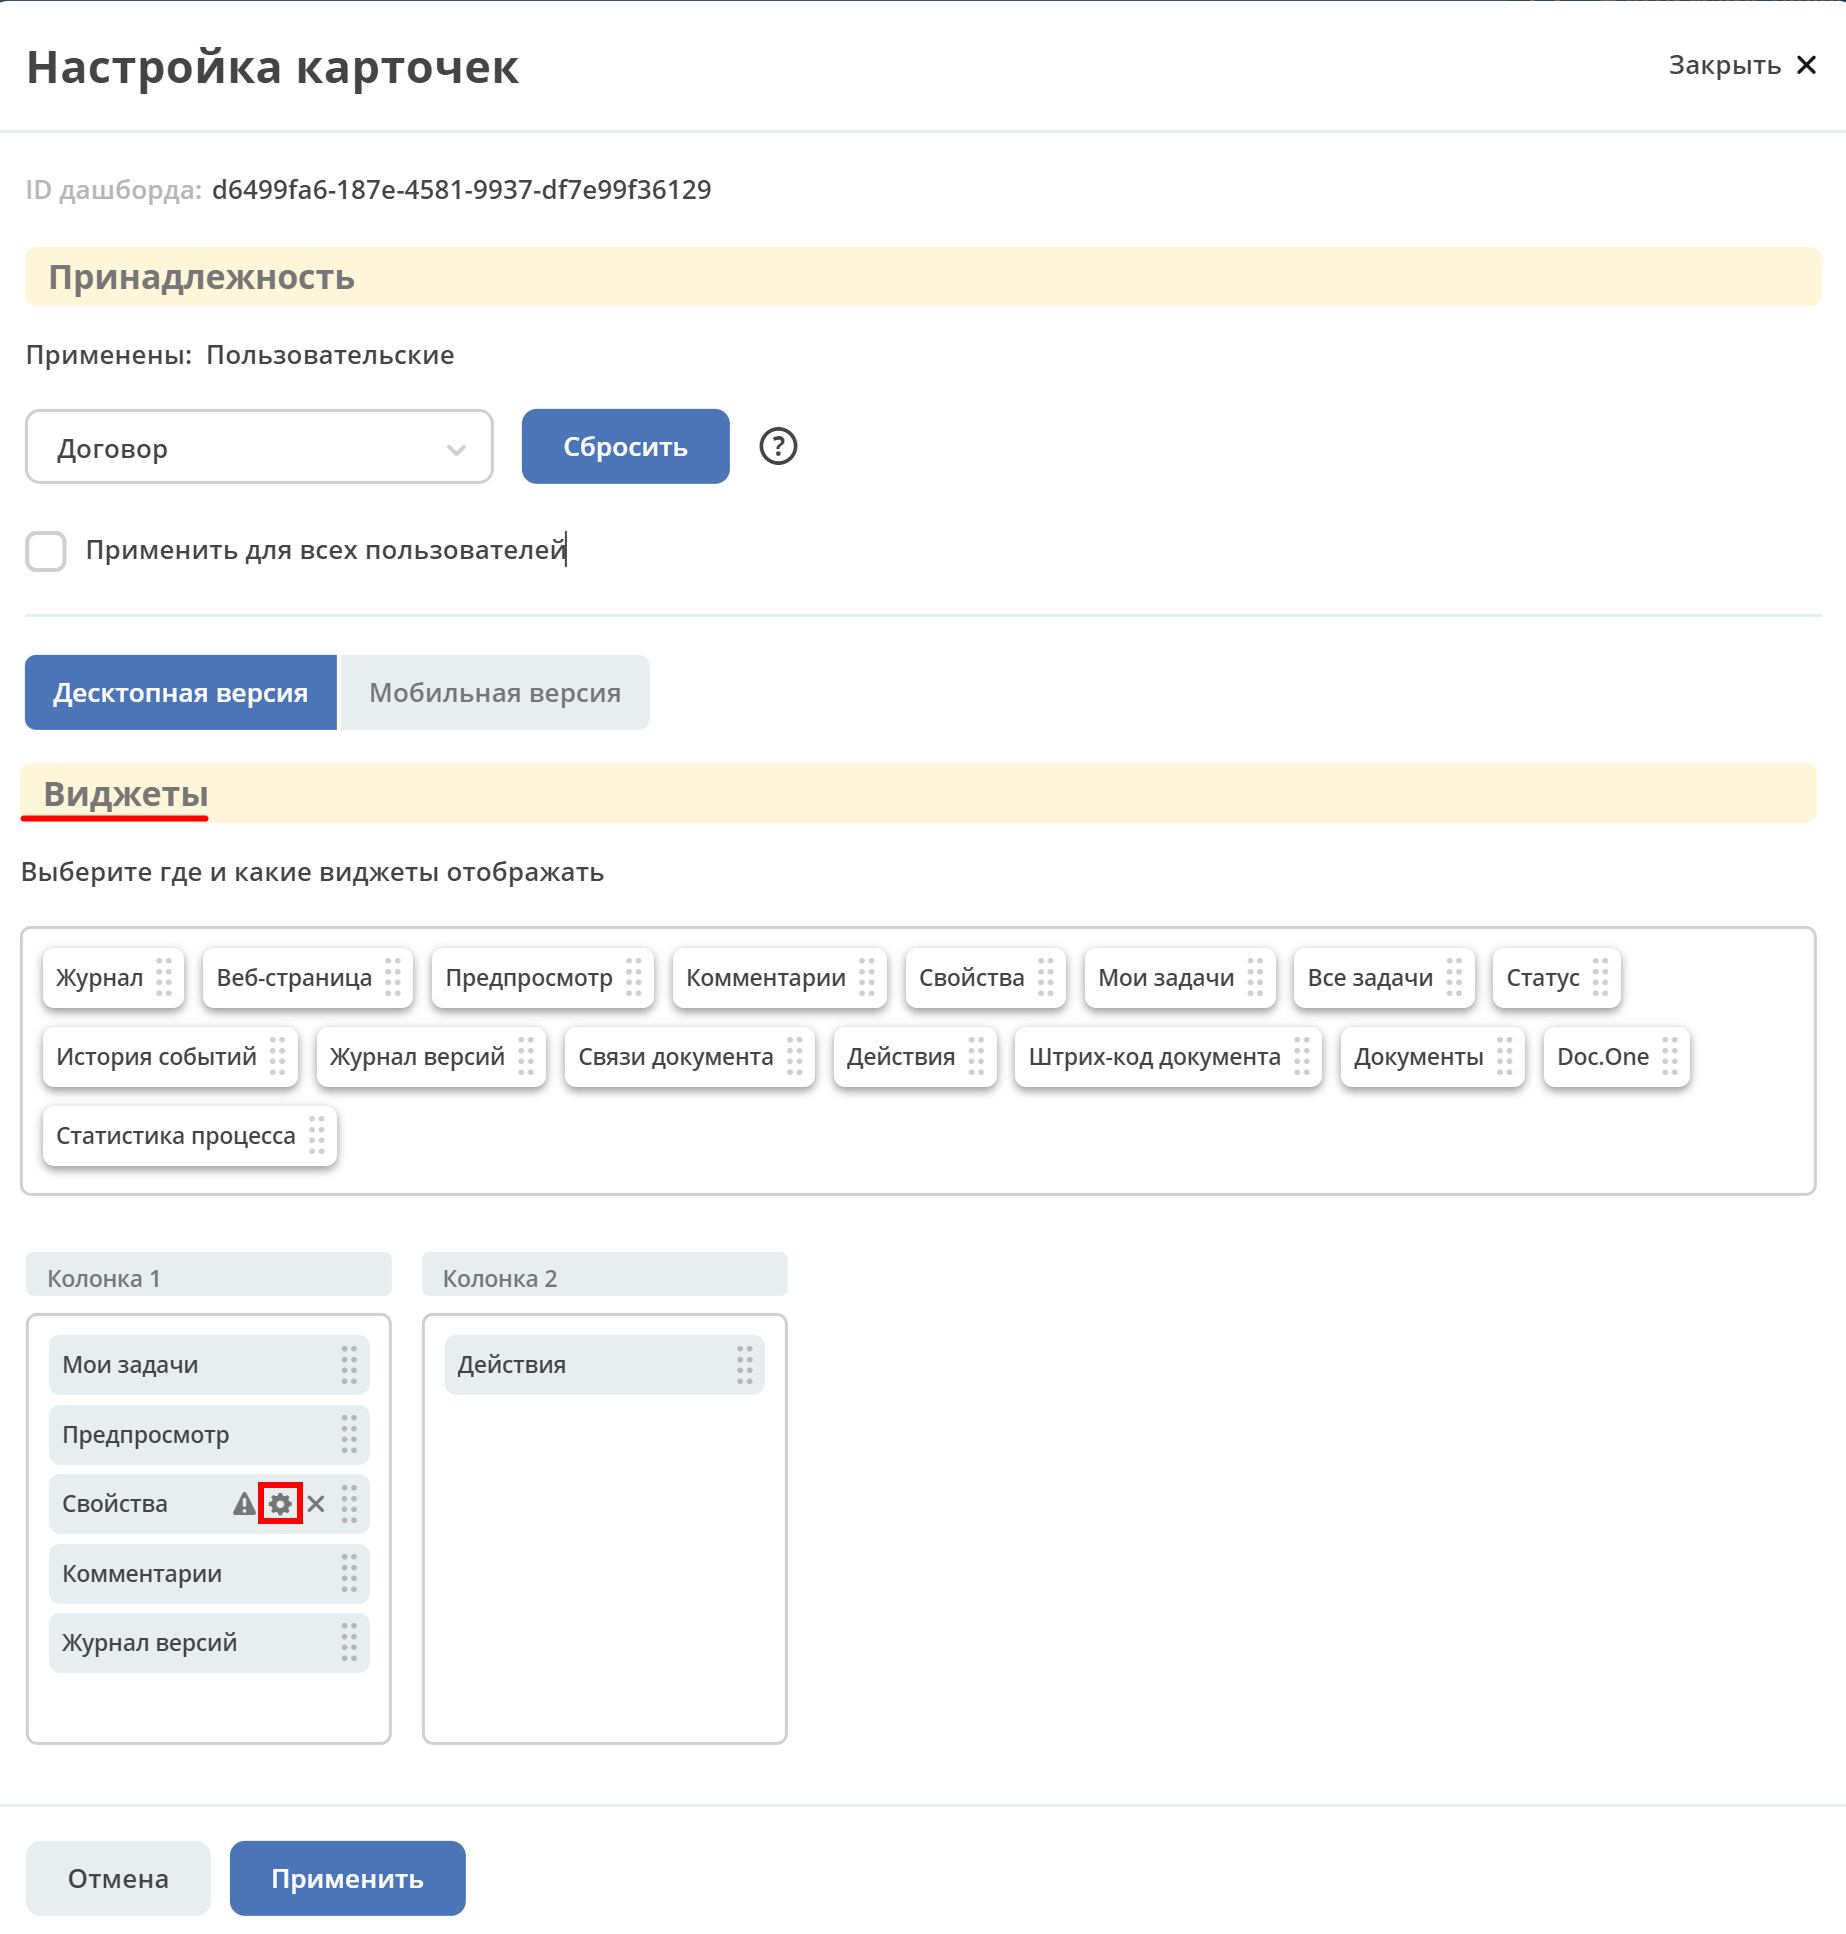 Настройка карточек
Закрыть
ID дашборда: d6499fa6-187e-4581-9937-df7e99f36129
Принадлежность
Применены: Пользовательские
Договор
Сбросить
?
Применить для всех пользователей
Десктопная версия
Мобильная версия
Виджеты
Выберите где и какие виджеты отображать
Журнал Веб-страница Предпросмотр Комментарии Свойства Мои задачи Все задачи Статус
История событий Журнал версий Связи документа Действия Штрих-код документа Документы Doc.One
Статистика процесса
Колонка 1
Мои задачи
Предпросмотр
Свойства
Комментарии
Журнал версий
Колонка 2
Действия
Отмена
Применить